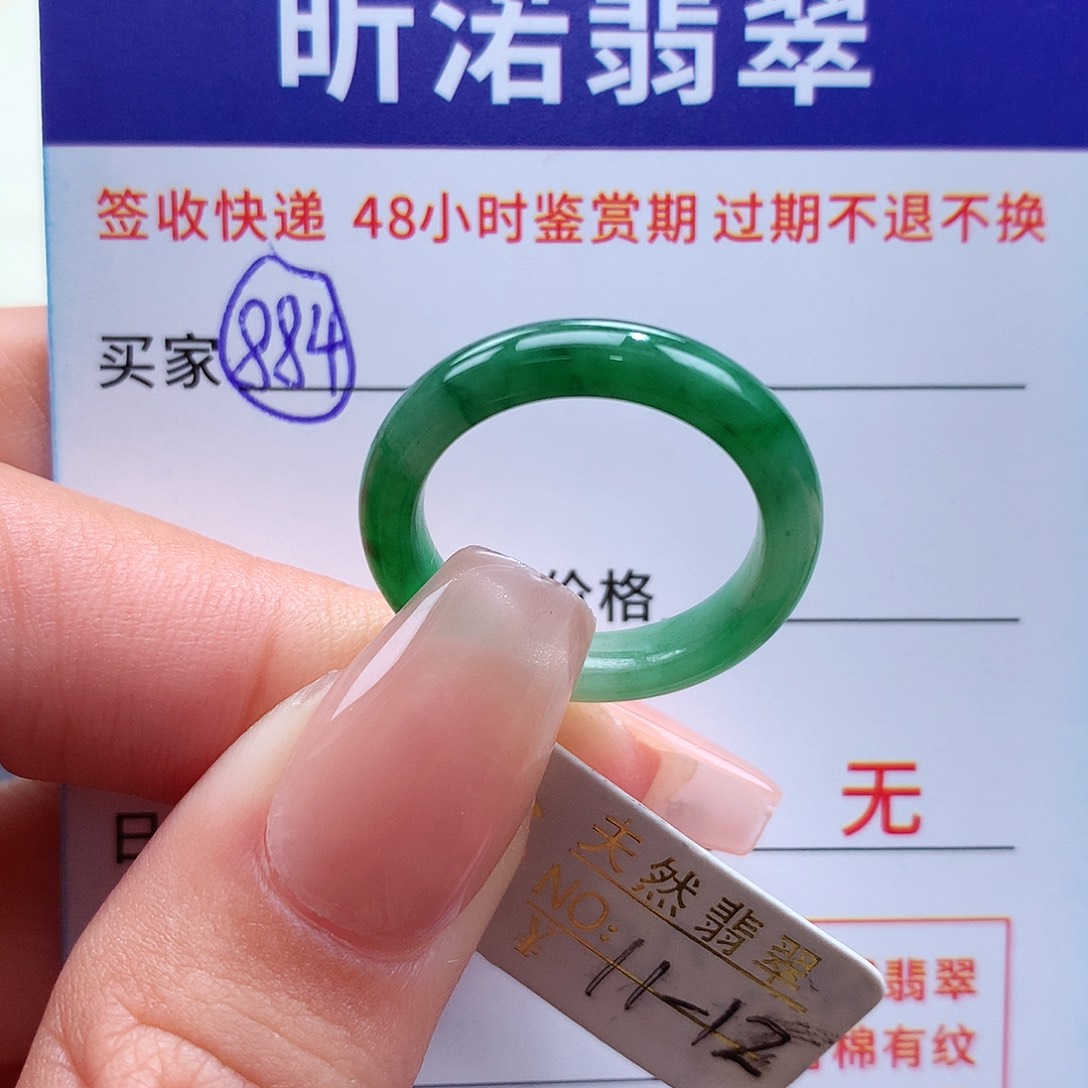 昕渃翡翠
签收快递 48小时鉴赏期 过期不退不换
买家 884
价格
无
日
天然翡翠
NO: 11-12
翡翠
棉有纹